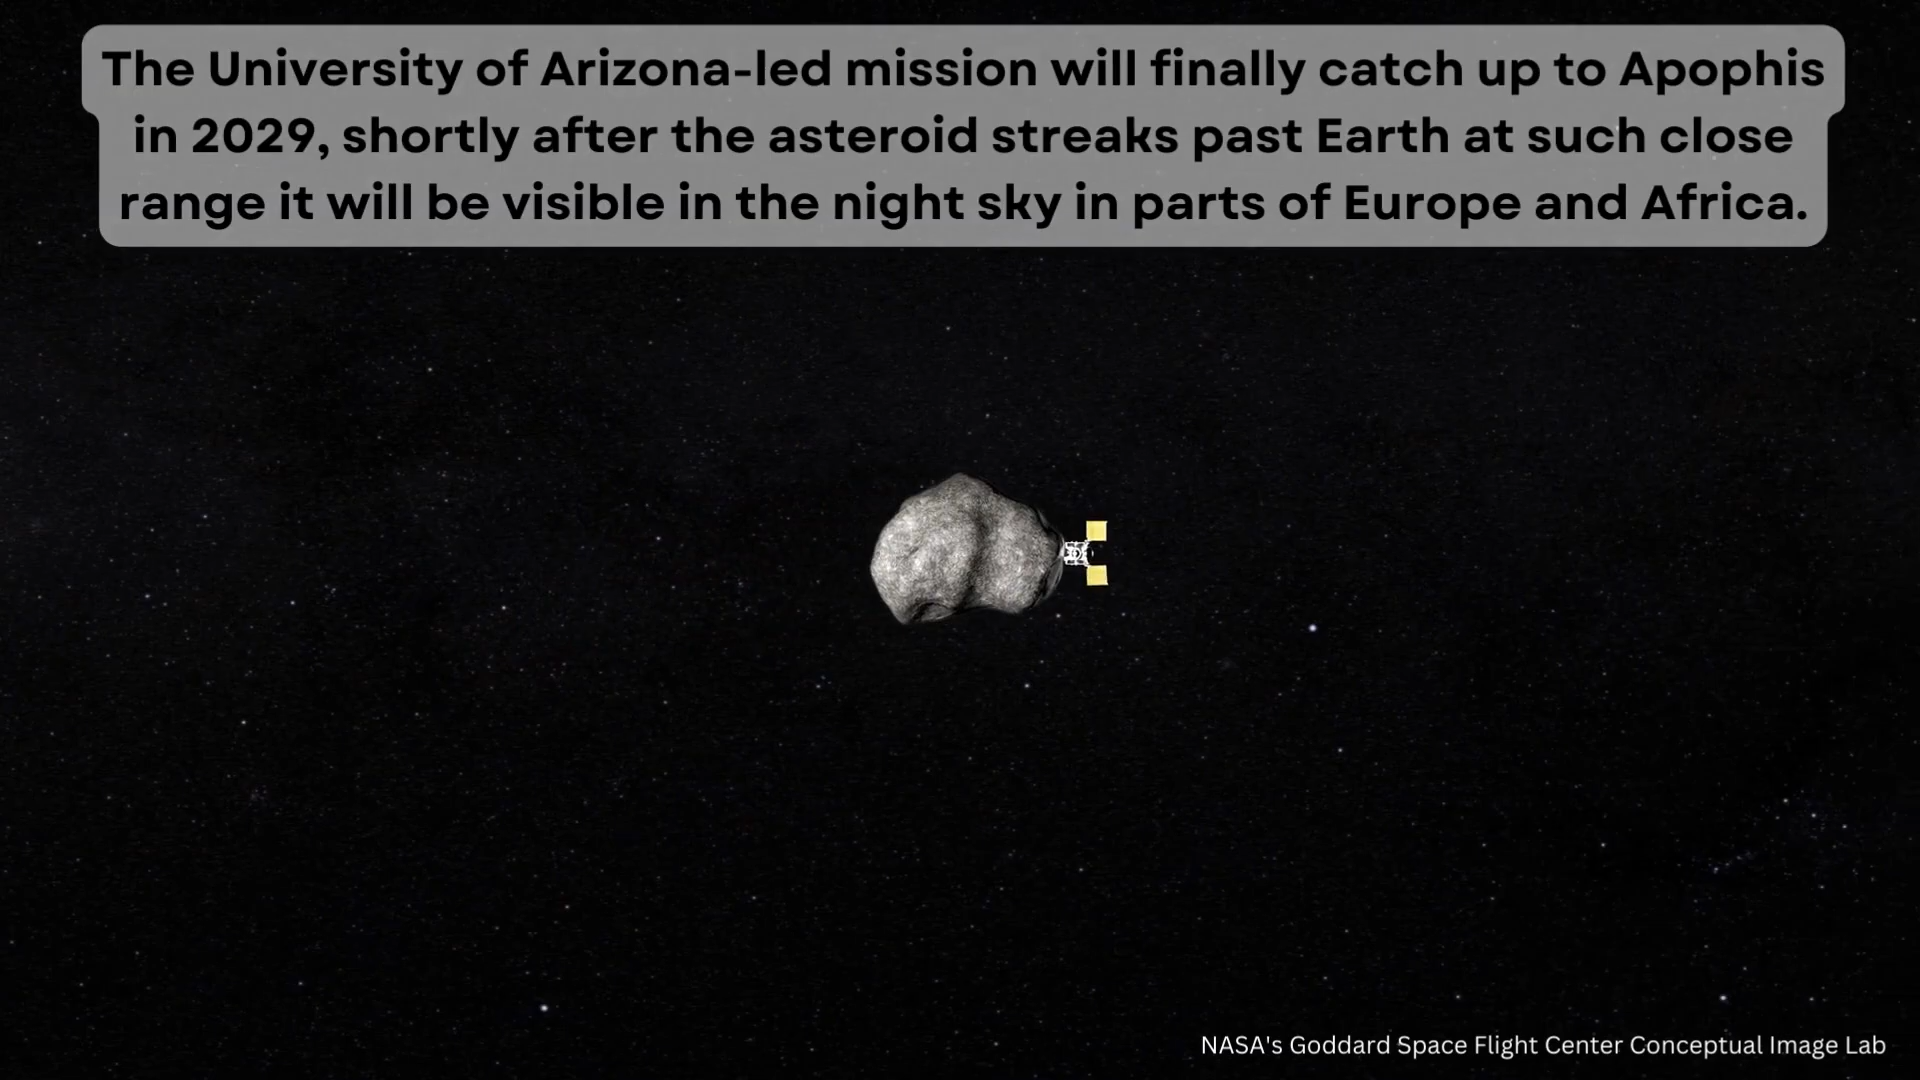 The University of Arizona-led mission will finally catch up to Apophis
in 2029, shortly after the asteroid streaks past Earth at such close
range it will be visible in the night sky in parts of Europe and Africa.
NASA's Goddard Space Flight Center Conceptual Image Lab